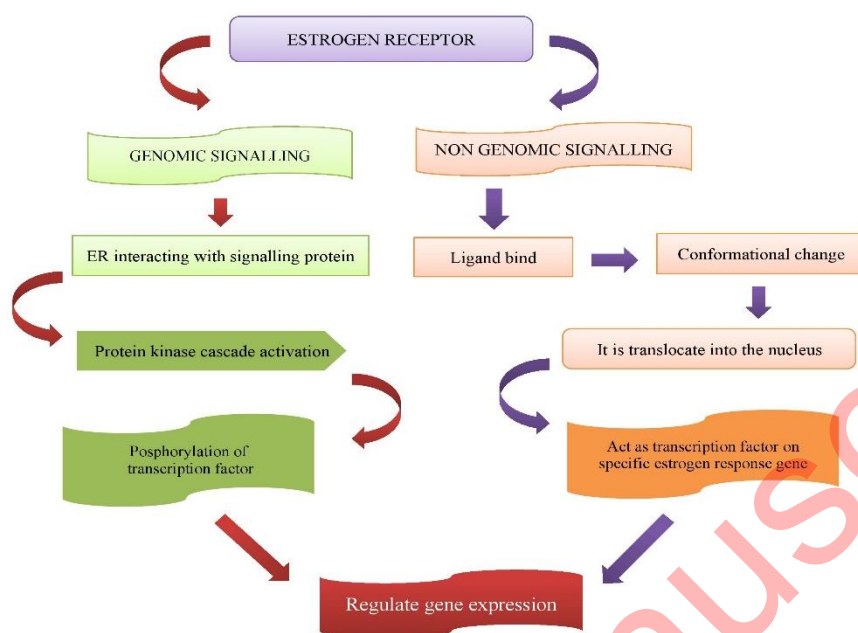 ESTROGEN RECEPTOR
GENOMIC SIGNALLING
NON GENOMIC SIGNALLING
ER interacting with signalling protein
Ligand bind
Conformational change
Protein kinase cascade activation
It is translocate into the nucleus
Posphorylation of
transcription factor
Act as transcription factor on
specific estrogen response gene
Regulate gene expression